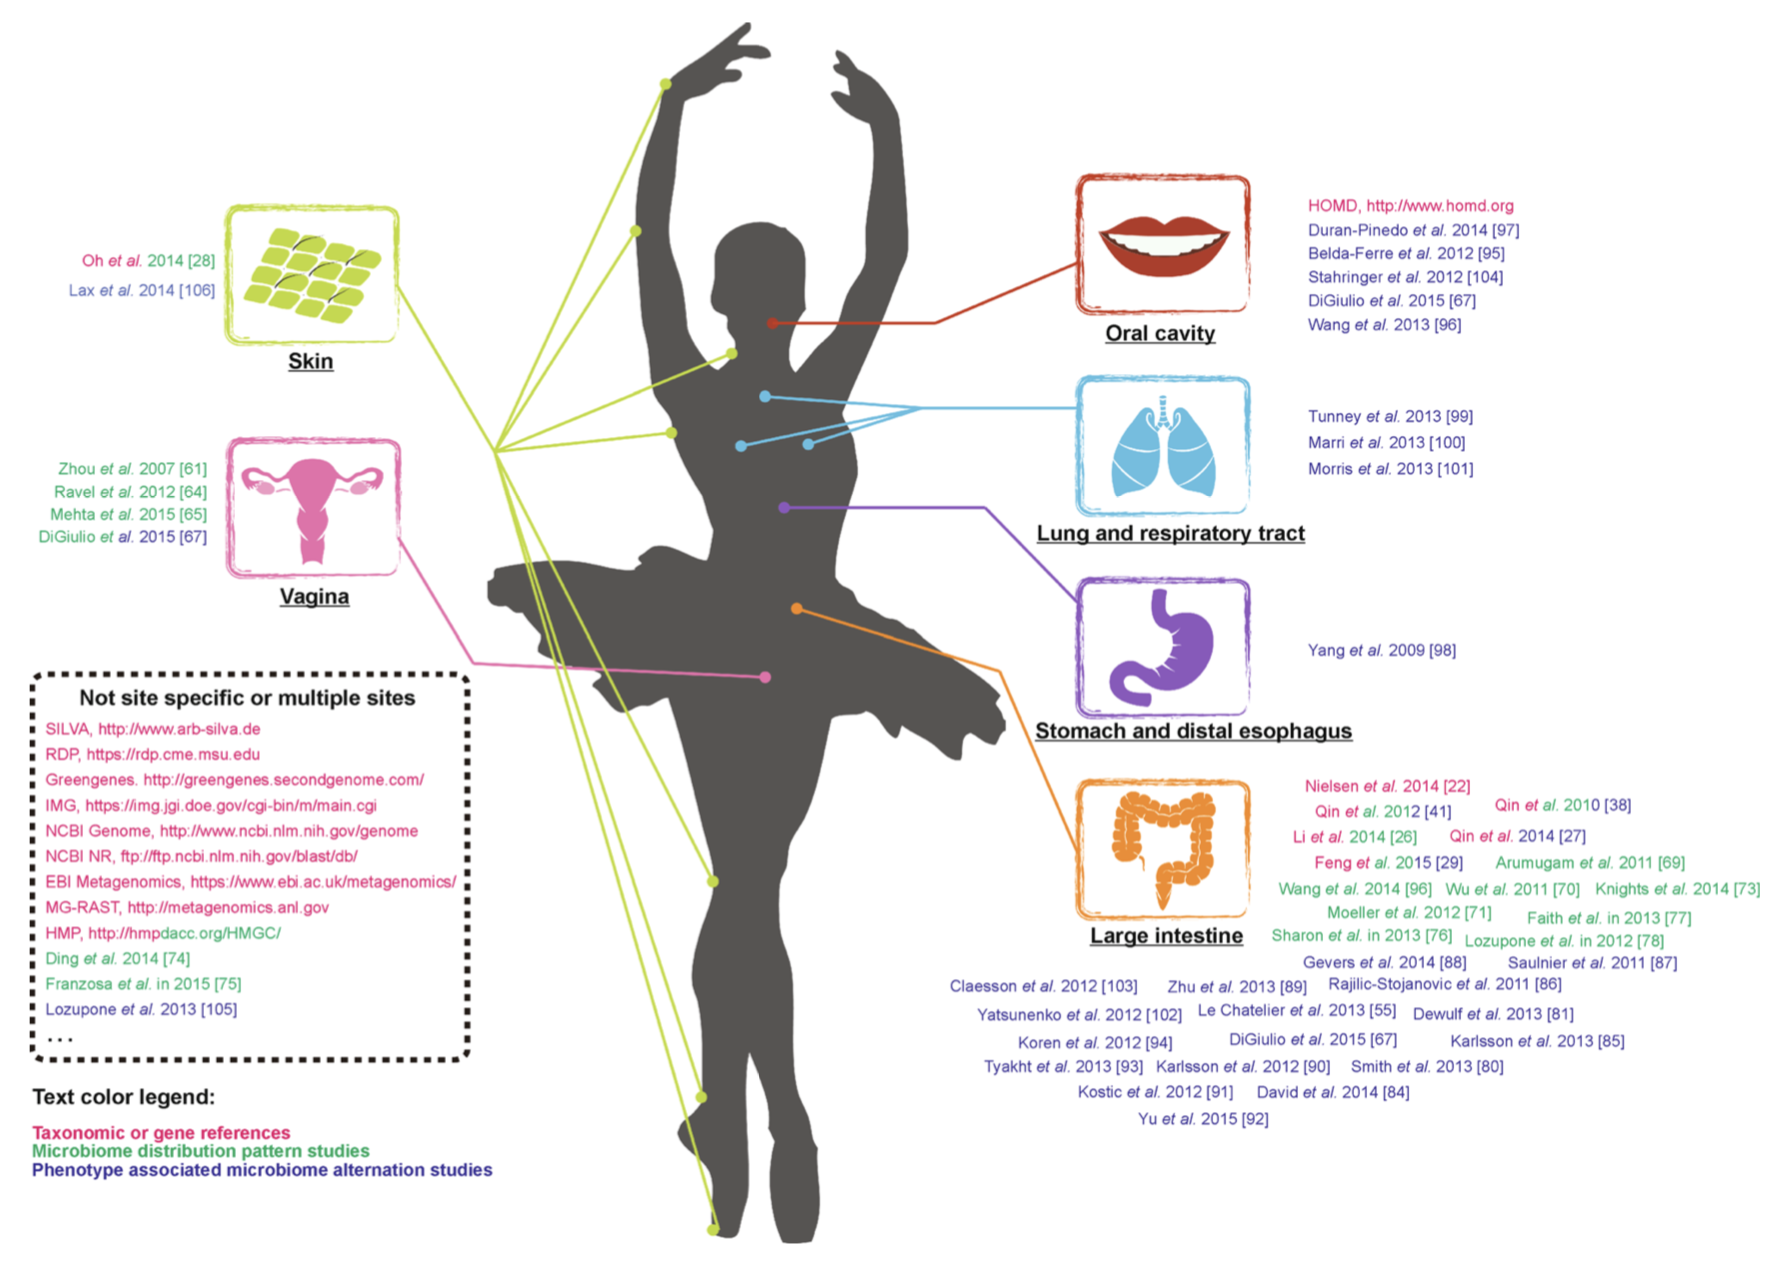 Oh et al. 2014 [28]
Lax et al. 2014 [106]
Skin
Zhou et al. 2007 [61]
Ravel et al. 2012 [64]
Mehta et al. 2015 [65]
DiGiulio et al. 2015 [67]
Vagina
Not site specific or multiple sites
SILVA, http://www.arb-silva.de
RDP, https://rdp.cme.msu.edu
Greengenes. http://greengenes.secondgenome.com/
IMG, https://img.jgi.doe.gov/cgi-bin/m/main.cgi
NCBI Genome, http://www.ncbi.nlm.nih.gov/genome
NCBI NR, ftp://ftp.ncbi.nlm.nih.gov/blast/db/
EBI Metagenomics, https://www.ebi.ac.uk/metagenomics/
MG-RAST, http://metagenomics.anl.gov
HMP, http://hmpdacc.org/HMGC/
Ding et al. 2014 [74]
Franzosa et al. in 2015 [75]
Lozupone et al. 2013 [105]
...
Text color legend:
Taxonomic or gene references
Microbiome distribution pattern studies
Phenotype associated microbiome alternation studies
HOMD, http://www.homd.org
Duran-Pinedo et al. 2014 [97]
Belda-Ferre et al. 2012 [95]
Stahringer et al. 2012 [104]
DiGiulio et al. 2015 [67]
Wang et al. 2013 [96]
Oral cavity
Tunney et al. 2013 [99]
Marri et al. 2013 [100]
Morris et al. 2013 [101]
Lung and respiratory tract
Yang et al. 2009 [98]
Stomach and distal esophagus
Nielsen et al. 2014 [22]
Qin et al. 2012 [41] Qin et al. 2010 [38]
Li et al. 2014 [26] Qin et al. 2014 [27]
Feng et al. 2015 [29] Arumugam et al. 2011 [69]
Wang et al. 2014 [96] Wu et al. 2011 [70] Knights et al. 2014 [73]
Moeller et al. 2012 [71] Faith et al. in 2013 [77]
Large intestine
Sharon et al. in 2013 [76] Lozupone et al. in 2012 [78]
Gevers et al. 2014 [88] Saulnier et al. 2011 [87]
Claesson et al. 2012 [103] Zhu et al. 2013 [89] Rajilic-Stojanovic et al. 2011 [86]
Yatsunenko et al. 2012 [102] Le Chatelier et al. 2013 [55] Dewulf et al. 2013 [81]
Koren et al. 2012 [94] DiGiulio et al. 2015 [67] Karlsson et al. 2013 [85]
Tyakht et al. 2013 [93] Karlsson et al. 2012 [90] Smith et al. 2013 [80]
Kostic et al. 2012 [91] David et al. 2014 [84]
Yu et al. 2015 [92]